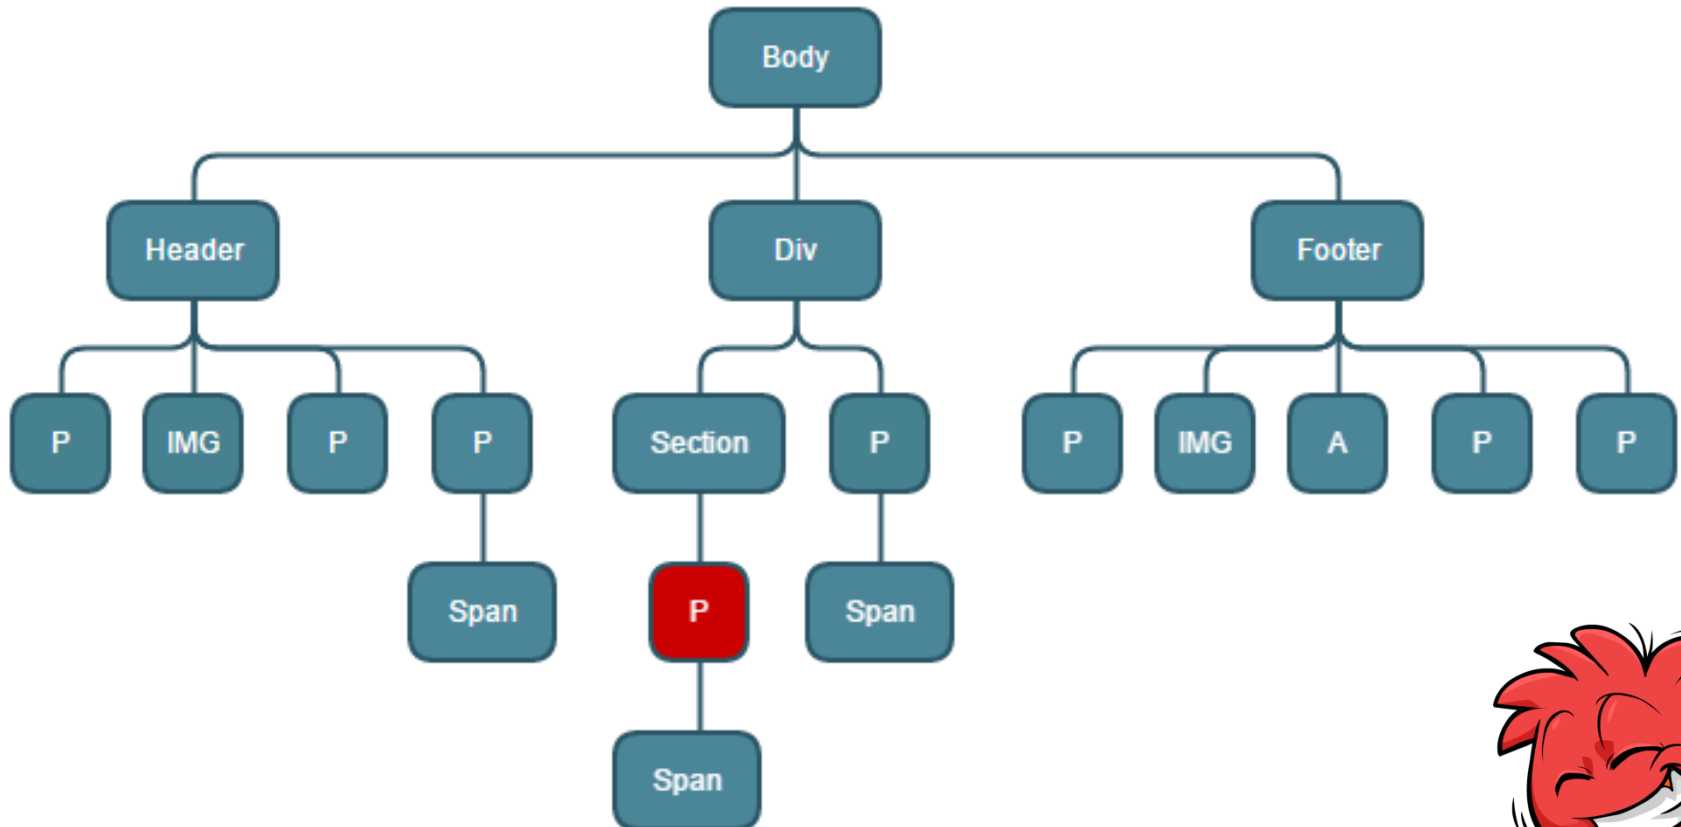 Body
Header
Div
Footer
P
IMG
P
P
Section
P
P
IMG
A
P
P
Span
P
Span
Span